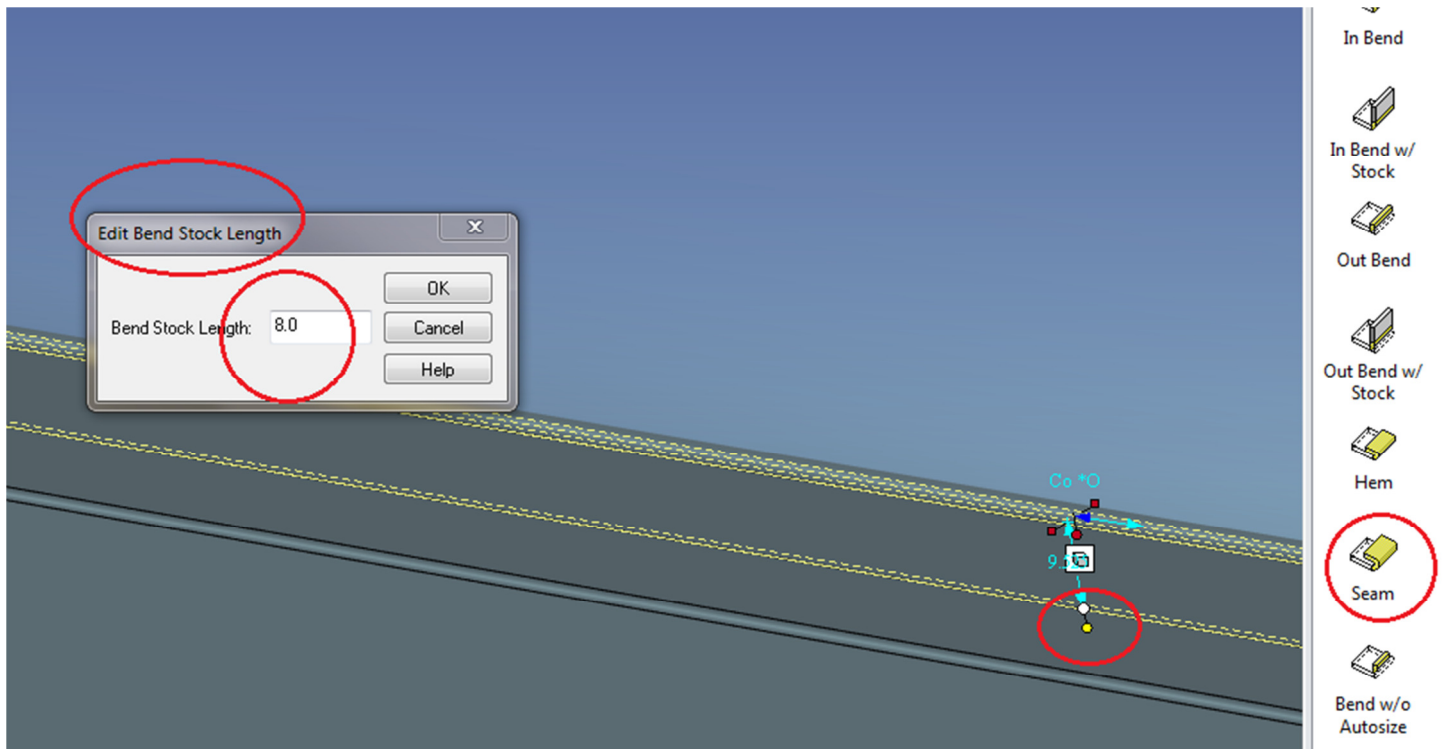 Edit Bend Stock Length
Bend Stock Length:
8.0
OK
Cancel
Help
Co *O
In Bend
In Bend w/
Stock
Out Bend
Out Bend w/
Stock
Hem
Seam
Bend w/o
Autosize